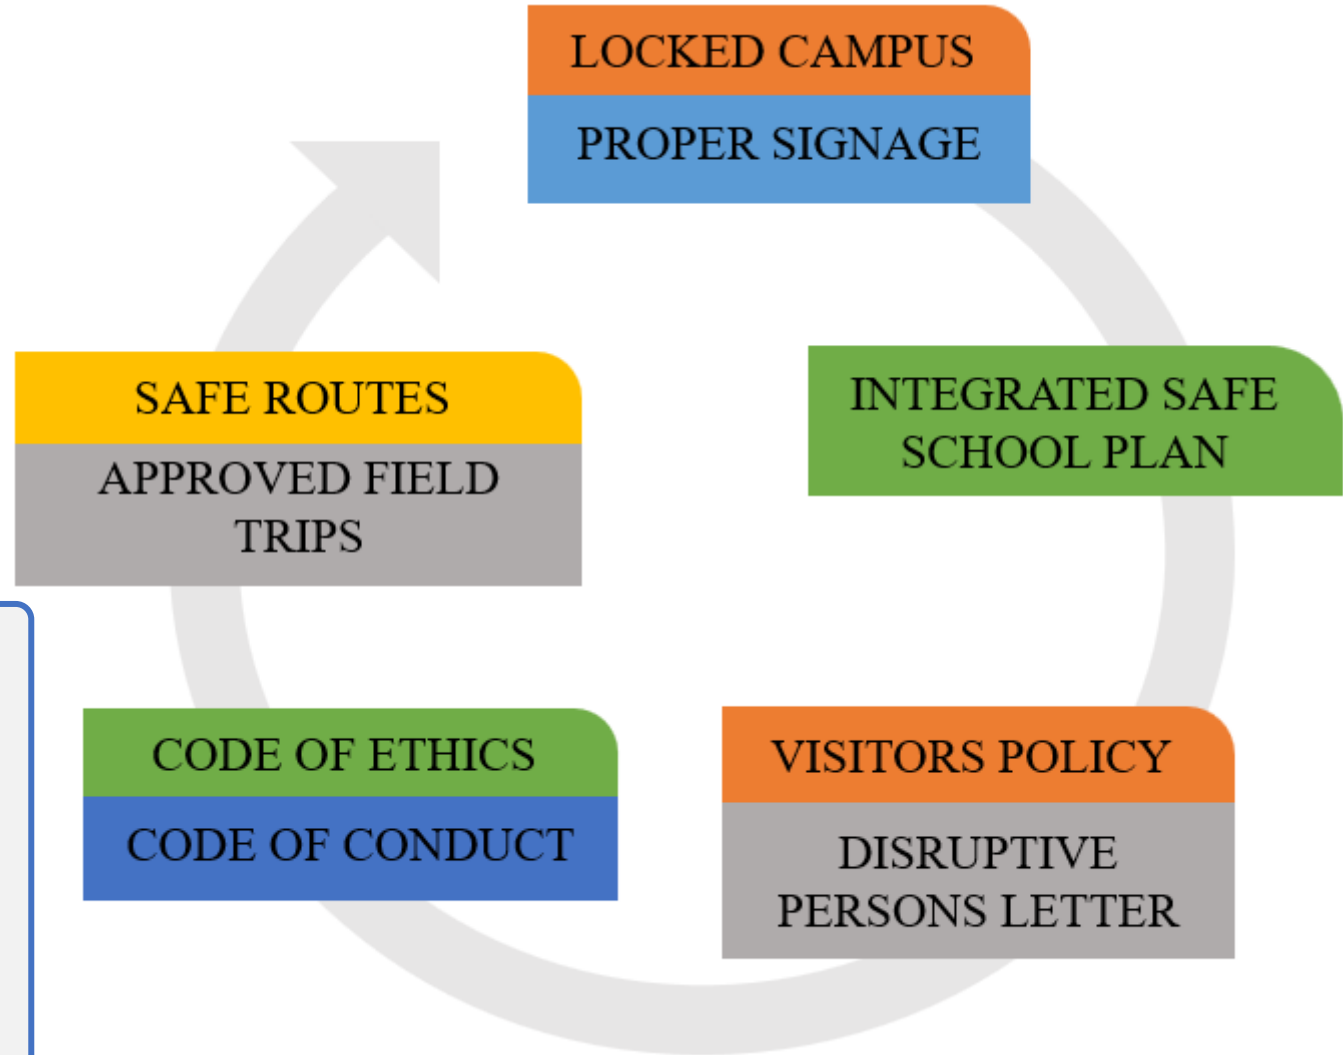 LOCKED CAMPUS
PROPER SIGNAGE
INTEGRATED SAFE
SCHOOL PLAN
VISITORS POLICY
DISRUPTIVE
PERSONS LETTER
CODE OF ETHICS
CODE OF CONDUCT
SAFE ROUTES
APPROVED FIELD
TRIPS